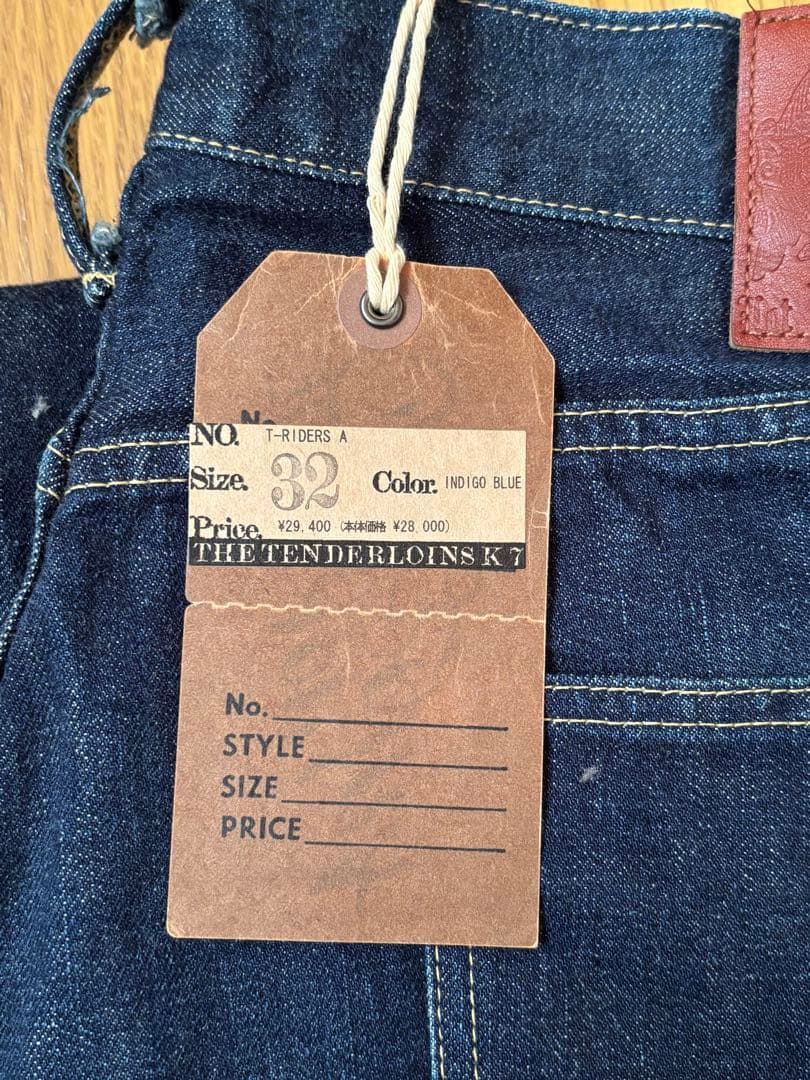 No.
NO. T-RIDERS A
Size. 32 Color. INDIGO BLUE
Price. ¥29,400 (本体価格 ¥28,000)
THE TENDERLOINS K 7
No.
STYLE
SIZE
PRICE
Not